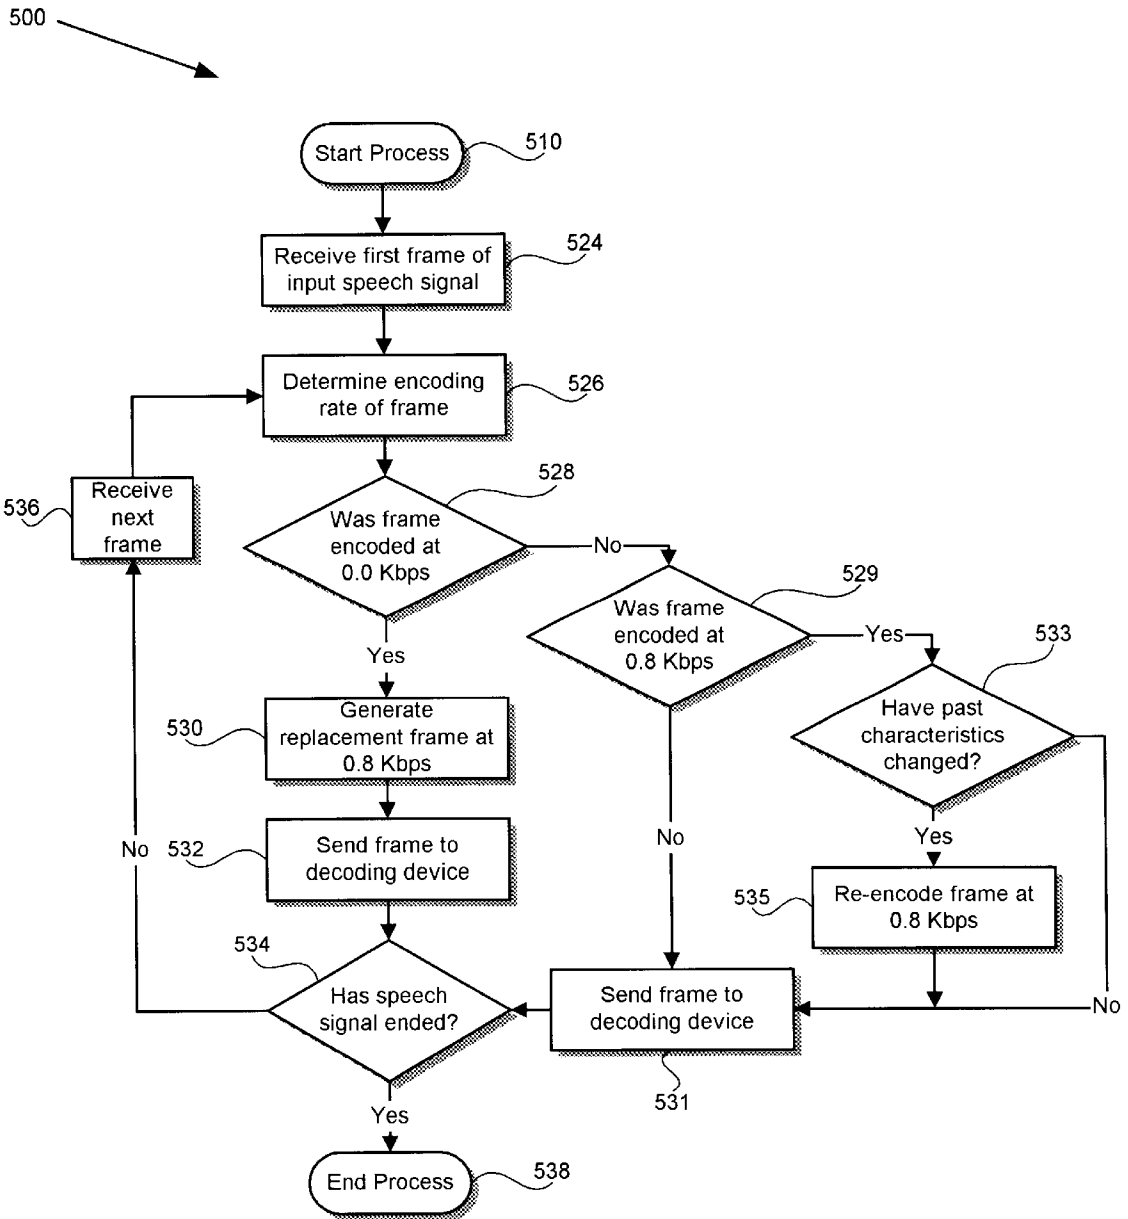 500
Start Process
510
Receive first frame of
input speech signal
524
Determine encoding
rate of frame
526
Receive
next
frame
536
Was frame
encoded at
0.0 Kbps
528
No
Was frame
encoded at
0.8 Kbps
529
Yes
Have past
characteristics
changed?
533
Yes
Generate
replacement frame at
0.8 Kbps
530
No
Yes
No
Send frame to
decoding device
532
Re-encode frame at
0.8 Kbps
535
Has speech
signal ended?
534
Send frame to
decoding device
531
No
Yes
End Process
538